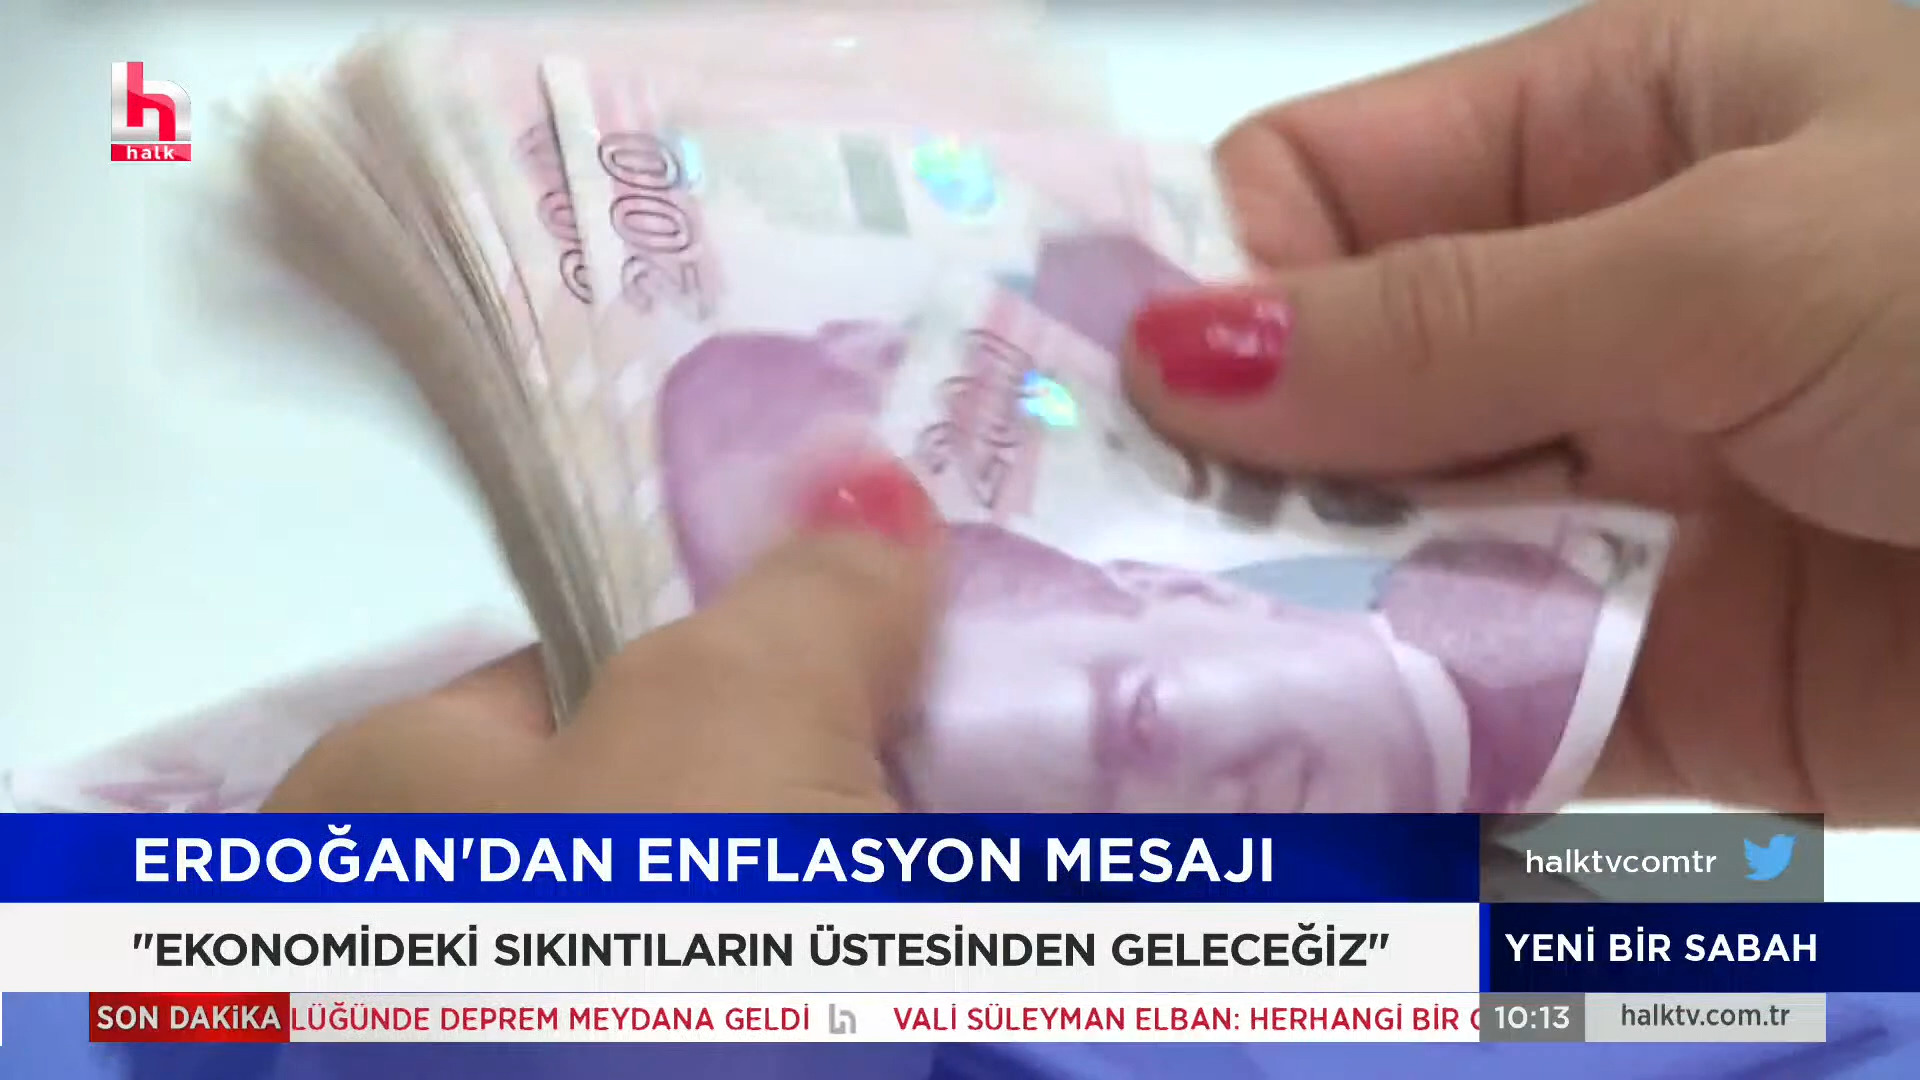 halk
200
ERDOĞAN'DAN ENFLASYON MESAJI
halktvcomtr
"EKONOMİDEKİ SIKINTILARIN ÜSTESİNDEN GELECEĞİZ"
YENİ BİR SABAH
SON DAKİKA LÜĞÜNDE DEPREM MEYDANA GELDİ VALİ SÜLEYMAN ELBAN: HERHANGİ BİR 10:13 halktv.com.tr